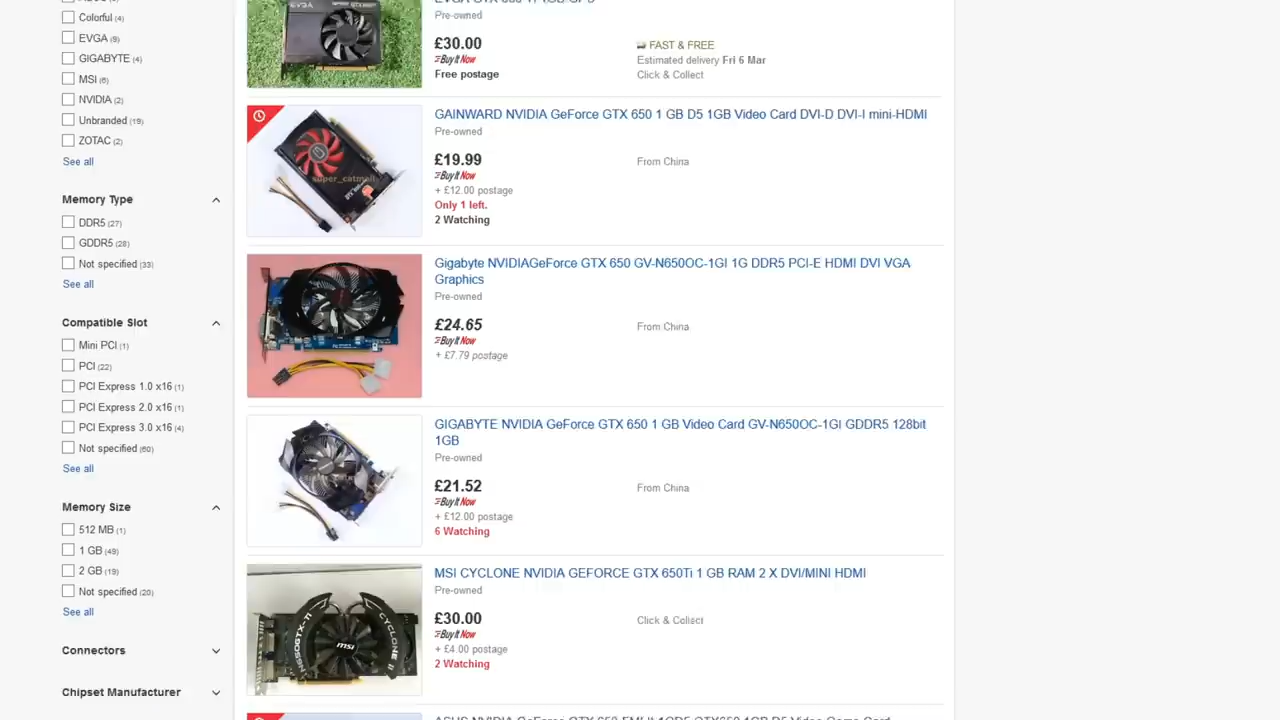 Colorful (4)
EVGA (9)
GIGABYTE (4)
MSI (6)
NVIDIA (2)
Unbranded (19)
ZOTAC (2)
See all
Memory Type
DDR5 (27)
GDDR5 (28)
Not specified (33)
See all
Compatible Slot
Mini PCI (1)
PCI (22)
PCI Express 1.0 x16 (1)
PCI Express 2.0 x16 (1)
PCI Express 3.0 x16 (4)
Not specified (60)
See all
Memory Size
512 MB (1)
1 GB (49)
2 GB (19)
Not specified (20)
See all
Connectors
Chipset Manufacturer
EVGA
Pre-owned
£30.00
Buy It Now
Free postage
FAST & FREE
Estimated delivery Fri 6 Mar
Click & Collect
GAINWARD NVIDIA GeForce GTX 650 1 GB D5 1GB Video Card DVI-D DVI-I mini-HDMI
Pre-owned
super_catmall
£19.99
Buy It Now
+ £12.00 postage
Only 1 left.
2 Watching
From China
Gigabyte NVIDIAGeForce GTX 650 GV-N650OC-1GI 1G DDR5 PCI-E HDMI DVI VGA
Graphics
Pre-owned
£24.65
Buy It Now
+ £7.79 postage
From China
GIGABYTE NVIDIA GeForce GTX 650 1 GB Video Card GV-N650OC-1GI GDDR5 128bit
1GB
Pre-owned
£21.52
Buy It Now
+ £12.00 postage
6 Watching
From China
MSI CYCLONE NVIDIA GEFORCE GTX 650Ti 1 GB RAM 2 X DVI/MINI HDMI
Pre-owned
N650GTX-Ti
msi
CYCLONE II
£30.00
Buy It Now
+ £4.00 postage
2 Watching
Click & Collect